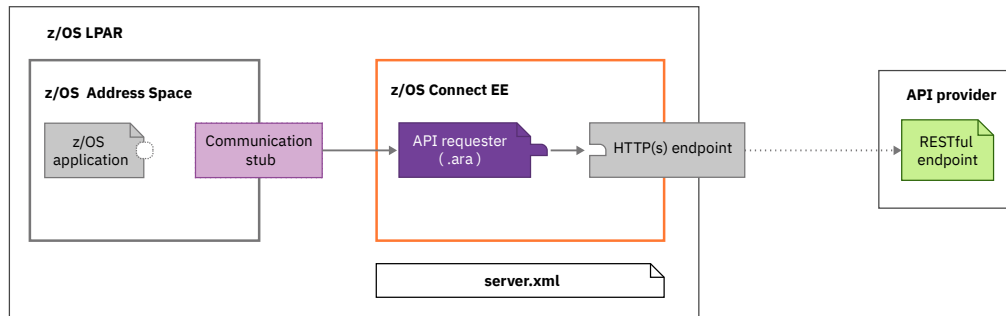 z/OS LPAR
z/OS Address Space
z/OS
application
Communication
stub
z/OS Connect EE
API requester
( .ara )
HTTP(s) endpoint
API provider
RESTful
endpoint
server.xml